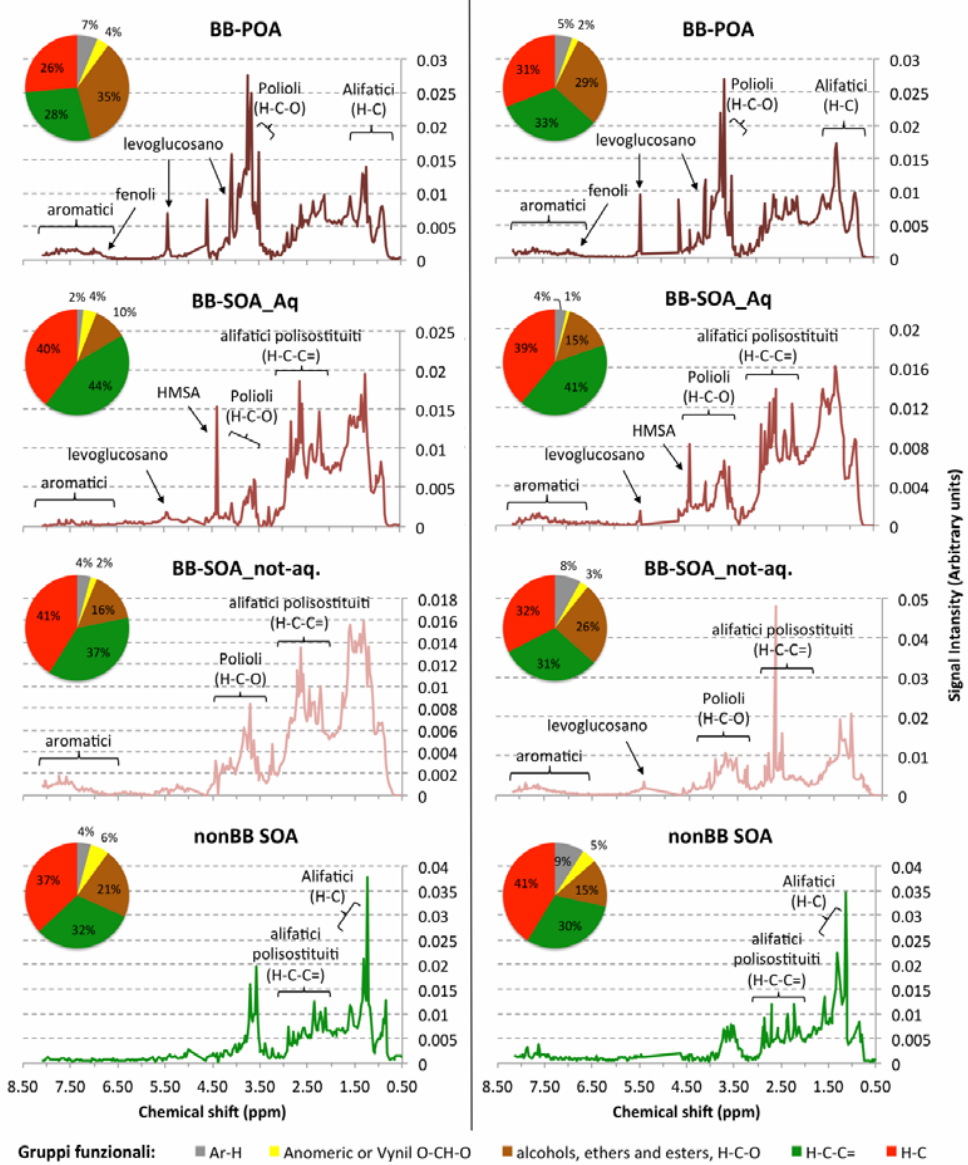 BB-POA
7%
4%
26%
35%
28%
Polioli
(H-C-O)
Alifatici
(H-C)
levoglucosano
fenoli
aromatici
0.03
0.025
0.02
0.015
0.01
0.005
0
BB-POA
5%
2%
31%
29%
33%
Polioli
(H-C-O)
Alifatici
(H-C)
levoglucosano
fenoli
aromatici
0.03
0.025
0.02
0.015
0.01
0.005
0
BB-SOA_Aq
2%
4%
10%
40%
44%
alifatici polisostituiti
(H-C-C=)
HMSA
Polioli
(H-C-O)
levoglucosano
aromatici
0.025
0.02
0.015
0.01
0.005
0
BB-SOA_Aq
4%
1%
15%
39%
41%
alifatici polisostituiti
(H-C-C=)
Polioli
(H-C-O)
HMSA
levoglucosano
aromatici
0.02
0.016
0.012
0.008
0.004
0
BB-SOA_not-aq.
4%
2%
41%
16%
37%
alifatici polisostituiti
(H-C-C=)
Polioli
(H-C-O)
aromatici
0.018
0.016
0.014
0.012
0.01
0.008
0.006
0.004
0.002
0
BB-SOA_not-aq.
8%
3%
32%
26%
31%
alifatici polisostituiti
(H-C-C=)
Polioli
(H-C-O)
levoglucosano
aromatici
0.05
0.04
0.03
0.02
0.01
0
nonBB SOA
4%
6%
37%
21%
32%
Alifatici
(H-C)
alifatici
polisostituiti
(H-C-C=)
0.04
0.035
0.03
0.025
0.02
0.015
0.01
0.005
0
8.50 7.50 6.50 5.50 4.50 3.50 2.50 1.50 0.50
Chemical shift (ppm)
nonBB SOA
9%
5%
41%
15%
30%
Alifatici
(H-C)
alifatici
polisostituiti
(H-C-C=)
0.04
0.035
0.03
0.025
0.02
0.015
0.01
0.005
0
8.50 7.50 6.50 5.50 4.50 3.50 2.50 1.50 0.50
Chemical shift (ppm)
Signal Intansity (Arbitrary units)
Gruppi funzionali: Ar-H Anomeric or Vynil O-CH-O alcohols, ethers and esters, H-C-O H-C-C= H-C